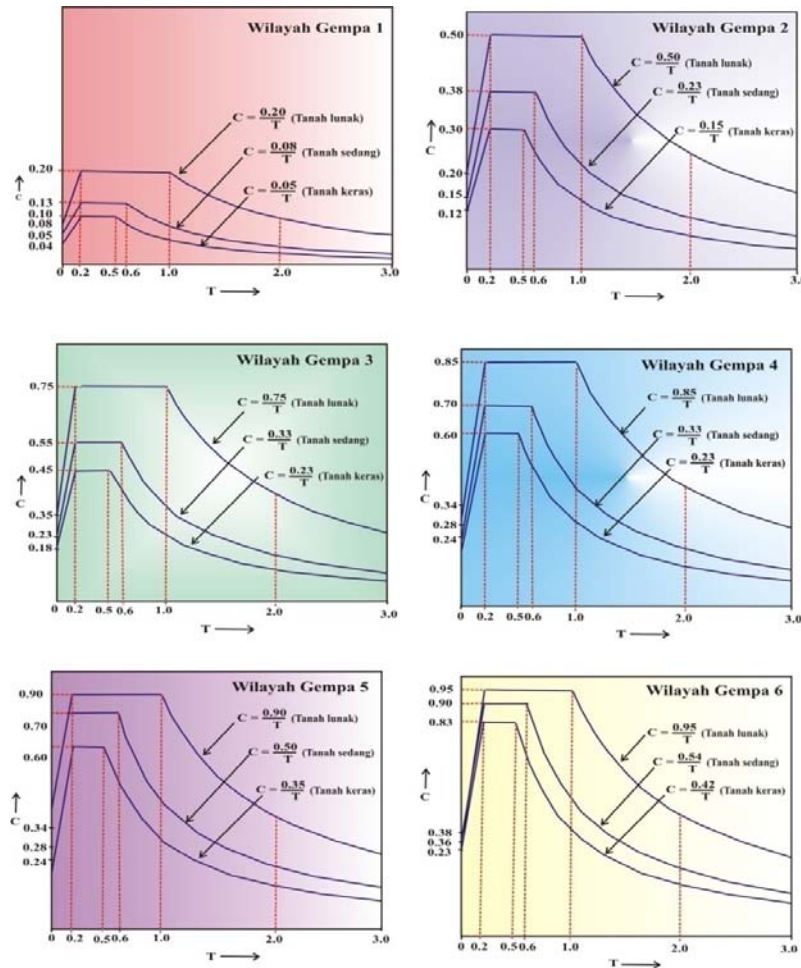 Wilayah Gempa 1
C = 0.20/T (Tanah lunak)
C = 0.08/T (Tanah sedang)
C = 0.05/T (Tanah keras)
C
0.20
0.13
0.10
0.08
0.05
0.04
0 0.2 0.5 0.6 1.0 2.0 3.0
T
Wilayah Gempa 2
C = 0.50/T (Tanah lunak)
C = 0.23/T (Tanah sedang)
C = 0.15/T (Tanah keras)
0.50
0.38
C
0.30
0.20
0.15
0.12
0 0.2 0.5 0.6 1.0 2.0 3.0
T
Wilayah Gempa 3
C = 0.75/T (Tanah lunak)
C = 0.33/T (Tanah sedang)
C = 0.23/T (Tanah keras)
0.75
0.55
0.45
C
0.35
0.23
0.18
0 0.2 0.5 0.6 1.0 2.0 3.0
T
Wilayah Gempa 4
C = 0.85/T (Tanah lunak)
C = 0.33/T (Tanah sedang)
C = 0.23/T (Tanah keras)
0.85
0.70
0.60
C
0.34
0.28
0.24
0 0.2 0.5 0.6 1.0 2.0 3.0
T
Wilayah Gempa 5
C = 0.90/T (Tanah lunak)
C = 0.50/T (Tanah sedang)
C = 0.35/T (Tanah keras)
0.90
0.70
0.60
C
0.34
0.28
0.24
0 0.2 0.5 0.6 1.0 2.0 3.0
T
Wilayah Gempa 6
C = 0.95/T (Tanah lunak)
C = 0.54/T (Tanah sedang)
C = 0.42/T (Tanah keras)
0.95
0.90
0.83
C
0.38
0.36
0.23
0 0.2 0.5 0.6 1.0 2.0 3.0
T